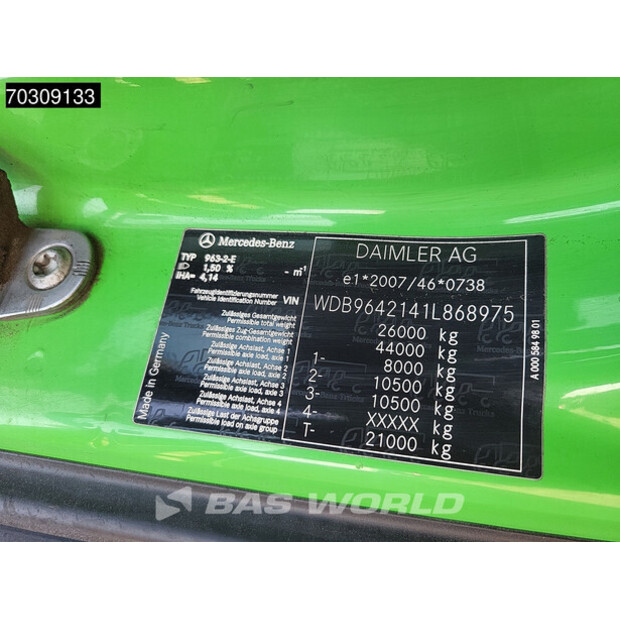 70309133
Mercedes-Benz
TYP 963-2-E
1,50 % - m¹
IHA= 4,14
Fahrzeugidentifizierungsnummer
Vehicle Identification Number VIN
Zulässiges Gesamtgewicht
Permissible total weight
Zulässiges Zug-Gesamtgewicht
Permissible combination weight
Zulässige Achslast, Achse 1
Permissible axle load, axle 1
Zulässige Achslast, Achse 2
Permissible axle load, axle 2
Zulässige Achslast, Achse 3
Permissible axle load, axle 3
Zulässige Achslast, Achse 4
Permissible axle load, axle 4
Zulässige Last der Achsgruppe
Permissible load on axle group
Made in Germany
DAIMLER AG
e1*2007/46*0738
WDB9642141L868975
26000 kg
44000 kg
1- 8000 kg
2- 10500 kg
3- 10500 kg
4- XXXXX kg
T- 21000 kg
A 000 584 98 01
BAS WORLD